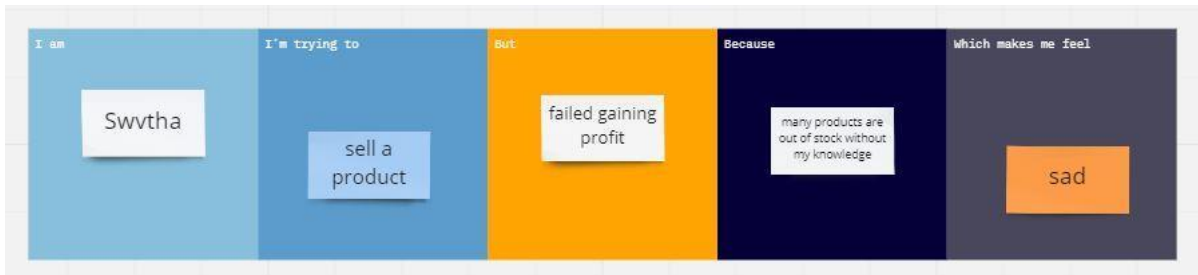 I am
Swvtha
I'm trying to
sell a
product
But
failed gaining
profit
Because
many products are
out of stock without
my knowledge
Which makes me feel
sad